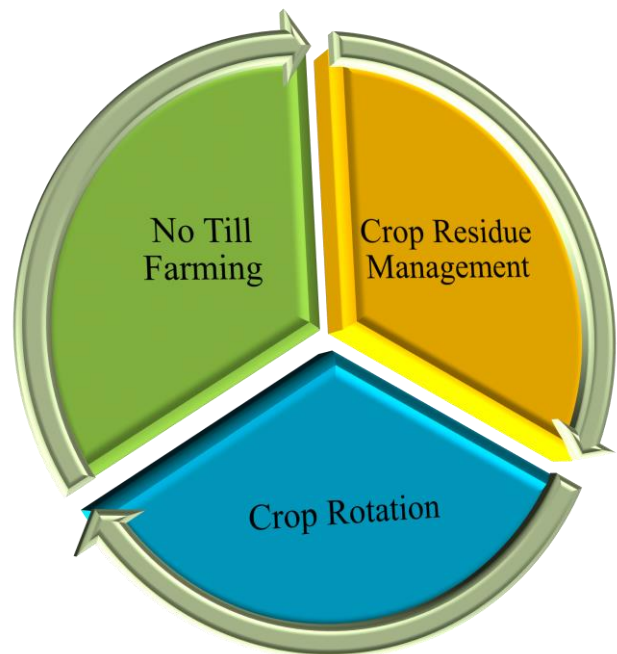 No Till
Farming
Crop Residue
Management
Crop Rotation